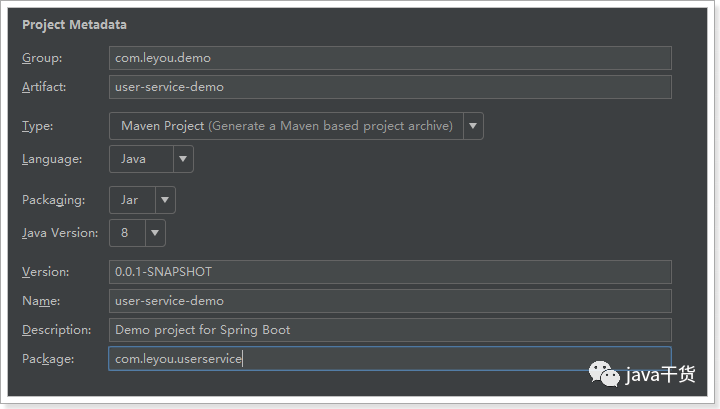 Project Metadata
Group: com.leyou.demo
Artifact: user-service-demo
Type: Maven Project (Generate a Maven based project archive)
Language: Java
Packaging: Jar
Java Version: 8
Version: 0.0.1-SNAPSHOT
Name: user-service-demo
Description: Demo project for Spring Boot
Package: com.leyou.userservice
java干货